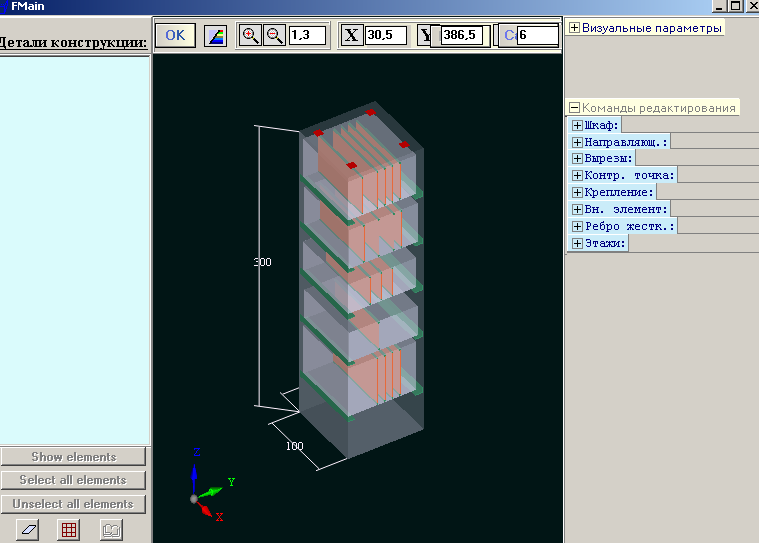 FMain
Детали конструкции:
OK 1,3 X 30,5 Y 386,5 6
Визуальные параметры
Команды редактирования
Шкаф:
Направляющ.:
Вырезы:
Контр. точка:
Крепление:
Вн. элемент:
Ребро жестк.:
Этажи:
300
100
Z
Y
X
Show elements
Select all elements
Unselect all elements